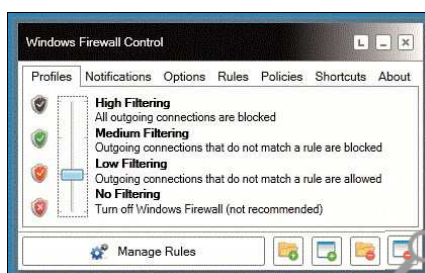 Windows Firewall Control
L
Profiles Notifications Options Rules Policies Shortcuts About
High Filtering
All outgoing connections are blocked
Medium Filtering
Outgoing connections that do not match a rule are blocked
Low Filtering
Outgoing connections that do not match a rule are allowed
No Filtering
Turn off Windows Firewall (not recommended)
Manage Rules